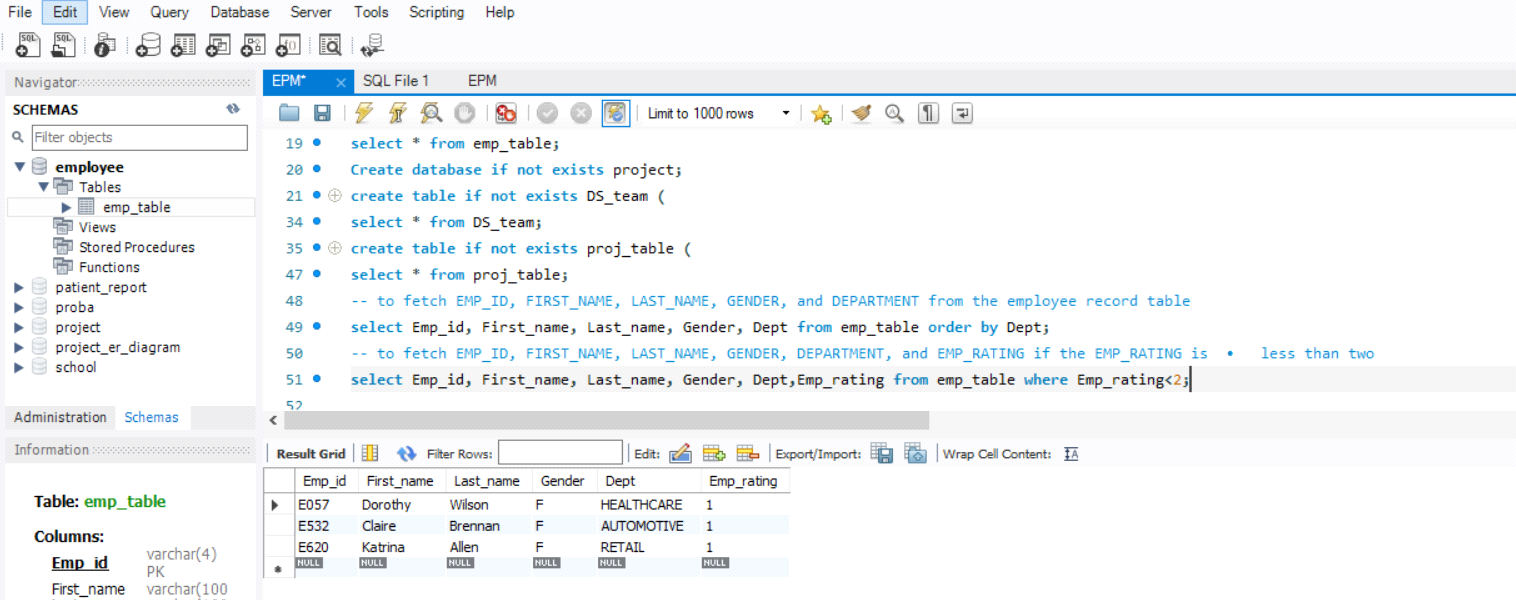 File Edit View Query Database Server Tools Scripting Help
Navigator
SCHEMAS
Filter objects
employee
Tables
emp_table
Views
Stored Procedures
Functions
patient_report
proba
project
project_er_diagram
school
Administration Schemas
Information
Table: emp_table
Columns:
Emp_id varchar(4)
PK
First_name varchar(100
EPM* SQL File 1 EPM
Limit to 1000 rows
19 select * from emp_table;
20 Create database if not exists project;
21 create table if not exists DS_team (
34 select * from DS_team;
35 create table if not exists proj_table (
47 select * from proj_table;
48 -- to fetch EMP_ID, FIRST_NAME, LAST_NAME, GENDER, and DEPARTMENT from the employee record table
49 select Emp_id, First_name, Last_name, Gender, Dept from emp_table order by Dept;
50 -- to fetch EMP_ID, FIRST_NAME, LAST_NAME, GENDER, DEPARTMENT, and EMP_RATING if the EMP_RATING is • less than two
51 select Emp_id, First_name, Last_name, Gender, Dept,Emp_rating from emp_table where Emp_rating<2;
52
Result Grid Filter Rows: Edit: Export/Import: Wrap Cell Content:
Emp_id First_name Last_name Gender Dept Emp_rating
E057 Dorothy Wilson F HEALTHCARE 1
E532 Claire Brennan F AUTOMOTIVE 1
E620 Katrina Allen F RETAIL 1
NULL NULL NULL NULL NULL NULL